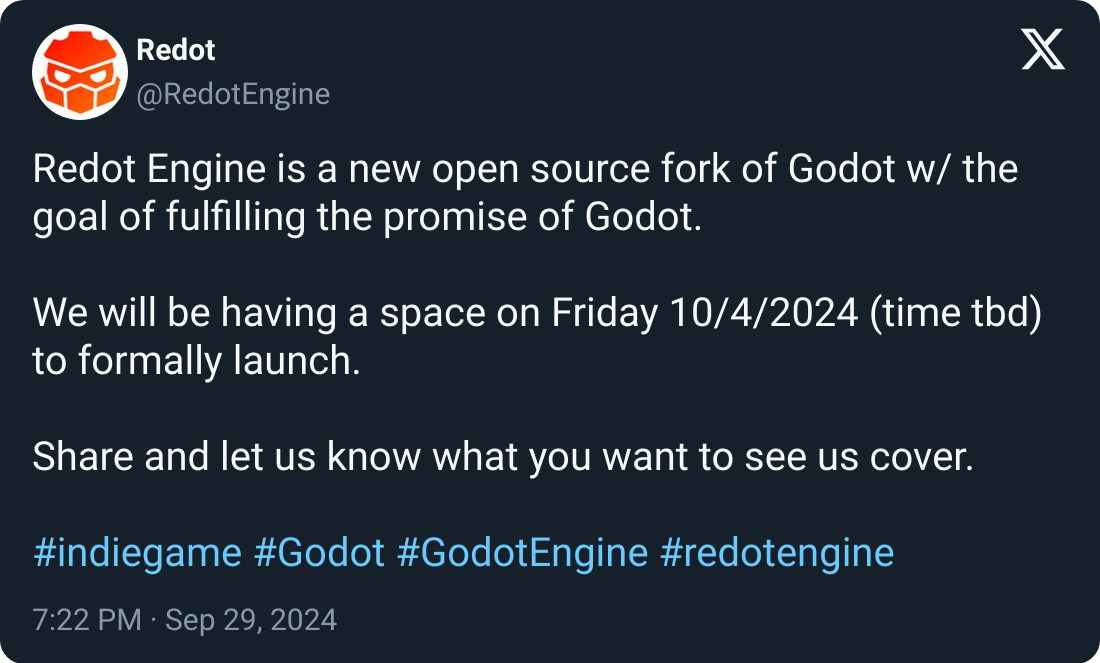 Redot
@RedotEngine
Redot Engine is a new open source fork of Godot w/ the
goal of fulfilling the promise of Godot.
We will be having a space on Friday 10/4/2024 (time tbd)
to formally launch.
Share and let us know what you want to see us cover.
#indiegame #Godot #GodotEngine #redotengine
7:22 PM · Sep 29, 2024